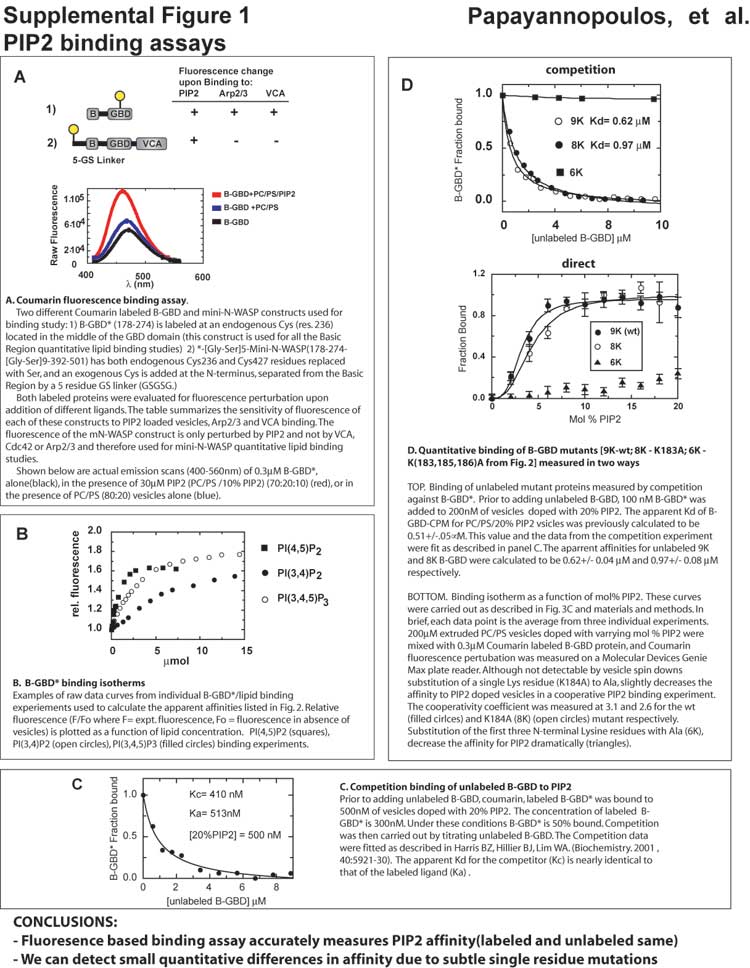 Supplemental Figure 1
Papayannopoulos, et al.
PIP2 binding assays
A
Fluorescence change
upon Binding to:
PIP2 Arp2/3 VCA
1) B GBD + + +
2) B GBD VCA + - -
5-GS Linker
Raw Fluorescence
1•10⁵
6•10⁴
2•10⁴
400 500 600
λ (nm)
B-GBD+PC/PS/PIP2
B-GBD +PC/PS
B-GBD
A. Coumarin fluorescence binding assay.
Two different Coumarin labeled B-GBD and mini-N-WASP constructs used for
binding study: 1) B-GBD* (178-274) is labeled at an endogenous Cys (res. 236)
located in the middle of the GBD domain (this construct is used for all the Basic
Region quantitative lipid binding studies) 2) *-[Gly-Ser]5-Mini-N-WASP(178-274-
[Gly-Ser]9-392-501) has both endogenous Cys236 and Cys427 residues replaced
with Ser, and an exogenous Cys is added at the N-terminus, separated from the Basic
Region by a 5 residue GS linker (GSGSG.)
Both labeled proteins were evaluated for fluorescence perturbation upon
addition of different ligands. The table summarizes the sensitivity of fluorescence of
each of these constructs to PIP2 loaded vesicles, Arp2/3 and VCA binding. The
fluorescence of the mN-WASP construct is only perturbed by PIP2 and not by VCA,
Cdc42 or Arp2/3 and therefore used for mini-N-WASP quantitative lipid binding
studies.
Shown below are actual emission scans (400-560nm) of 0.3μM B-GBD*,
alone(black), in the presence of 30μM PIP2 (PC/PS /10% PIP2) (70:20:10) (red), or in
the presence of PC/PS (80:20) vesicles alone (blue).
B
rel. fluorescence
2.0
1.8
1.6
1.4
1.2
1.0
0 5 10 15
μmol
PI(4,5)P2
PI(3,4)P2
PI(3,4,5)P3
B. B-GBD* binding isotherms
Examples of raw data curves from individual B-GBD*/lipid binding
experiements used to calculate the apparent affinities listed in Fig. 2. Relative
fluorescence (F/Fo where F= expt. fluorescence, Fo = fluorescence in absence of
vesicles) is plotted as a function of lipid concentration. PI(4,5)P2 (squares),
PI(3,4)P2 (open circles), PI(3,4,5)P3 (filled circles) binding experiments.
D
competition
B-GBD* Fraction bound
1.0
0.5
0.0
0 2 4 6 8 10
[unlabeled B-GBD] μM
9K Kd= 0.62 μM
8K Kd= 0.97 μM
6K
direct
Fraction Bound
1.2
0.8
0.4
0.0
0 5 10 15 20
Mol % PIP2
9K (wt)
8K
6K
D. Quantitative binding of B-GBD mutants [9K-wt; 8K - K183A; 6K -
K(183,185,186)A from Fig. 2] measured in two ways
TOP. Binding of unlabeled mutant proteins measured by competition
against B-GBD*. Prior to adding unlabeled B-GBD, 100 nM B-GBD* was
added to 200nM of vesicles doped with 20% PIP2. The apparent Kd of B-
GBD-CPM for PC/PS/20% PIP2 vsicles was previously calculated to be
0.51+/-.05∝M. This value and the data from the competition experiment
were fit as described in panel C. The aparrent affinities for unlabeled 9K
and 8K B-GBD were calculated to be 0.62+/- 0.04 μM and 0.97+/- 0.08 μM
respectively.
BOTTOM. Binding isotherm as a function of mol% PIP2. These curves
were carried out as described in Fig. 3C and materials and methods. In
brief, each data point is the average from three individual experiments.
200μM extruded PC/PS vesicles doped with varrying mol % PIP2 were
mixed with 0.3μM Coumarin labeled B-GBD protein, and Coumarin
fluorescence pertubation was measured on a Molecular Devices Genie
Max plate reader. Although not detectable by vesicle spin downs
substitution of a single Lys residue (K184A) to Ala, slightly decreases the
affinity to PIP2 doped vesicles in a cooperative PIP2 binding experiment.
The cooperativity coefficient was measured at 3.1 and 2.6 for the wt
(filled cirlces) and K184A (8K) (open circles) mutant respectively.
Substitution of the first three N-terminal Lysine residues with Ala (6K),
decrease the affinity for PIP2 dramatically (triangles).
C
B-GBD* Fraction bound
1.0
0.5
0.0
0 2 4 6 8
[unlabeled B-GBD] μM
Kc= 410 nM
Ka= 513nM
[20%PIP2] = 500 nM
C. Competition binding of unlabeled B-GBD to PIP2
Prior to adding unlabeled B-GBD, coumarin, labeled B-GBD* was bound to
500nM of vesicles doped with 20% PIP2. The concentration of labeled B-
GBD* is 300nM. Under these conditions B-GBD* is 50% bound. Competition
was then carried out by titrating unlabeled B-GBD. The Competition data
were fitted as described in Harris BZ, Hillier BJ, Lim WA. (Biochemistry. 2001 ,
40:5921-30). The apparent Kd for the competitor (Kc) is nearly identical to
that of the labeled ligand (Ka) .
CONCLUSIONS:
- Fluoresence based binding assay accurately measures PIP2 affinity(labeled and unlabeled same)
- We can detect small quantitative differences in affinity due to subtle single residue mutations